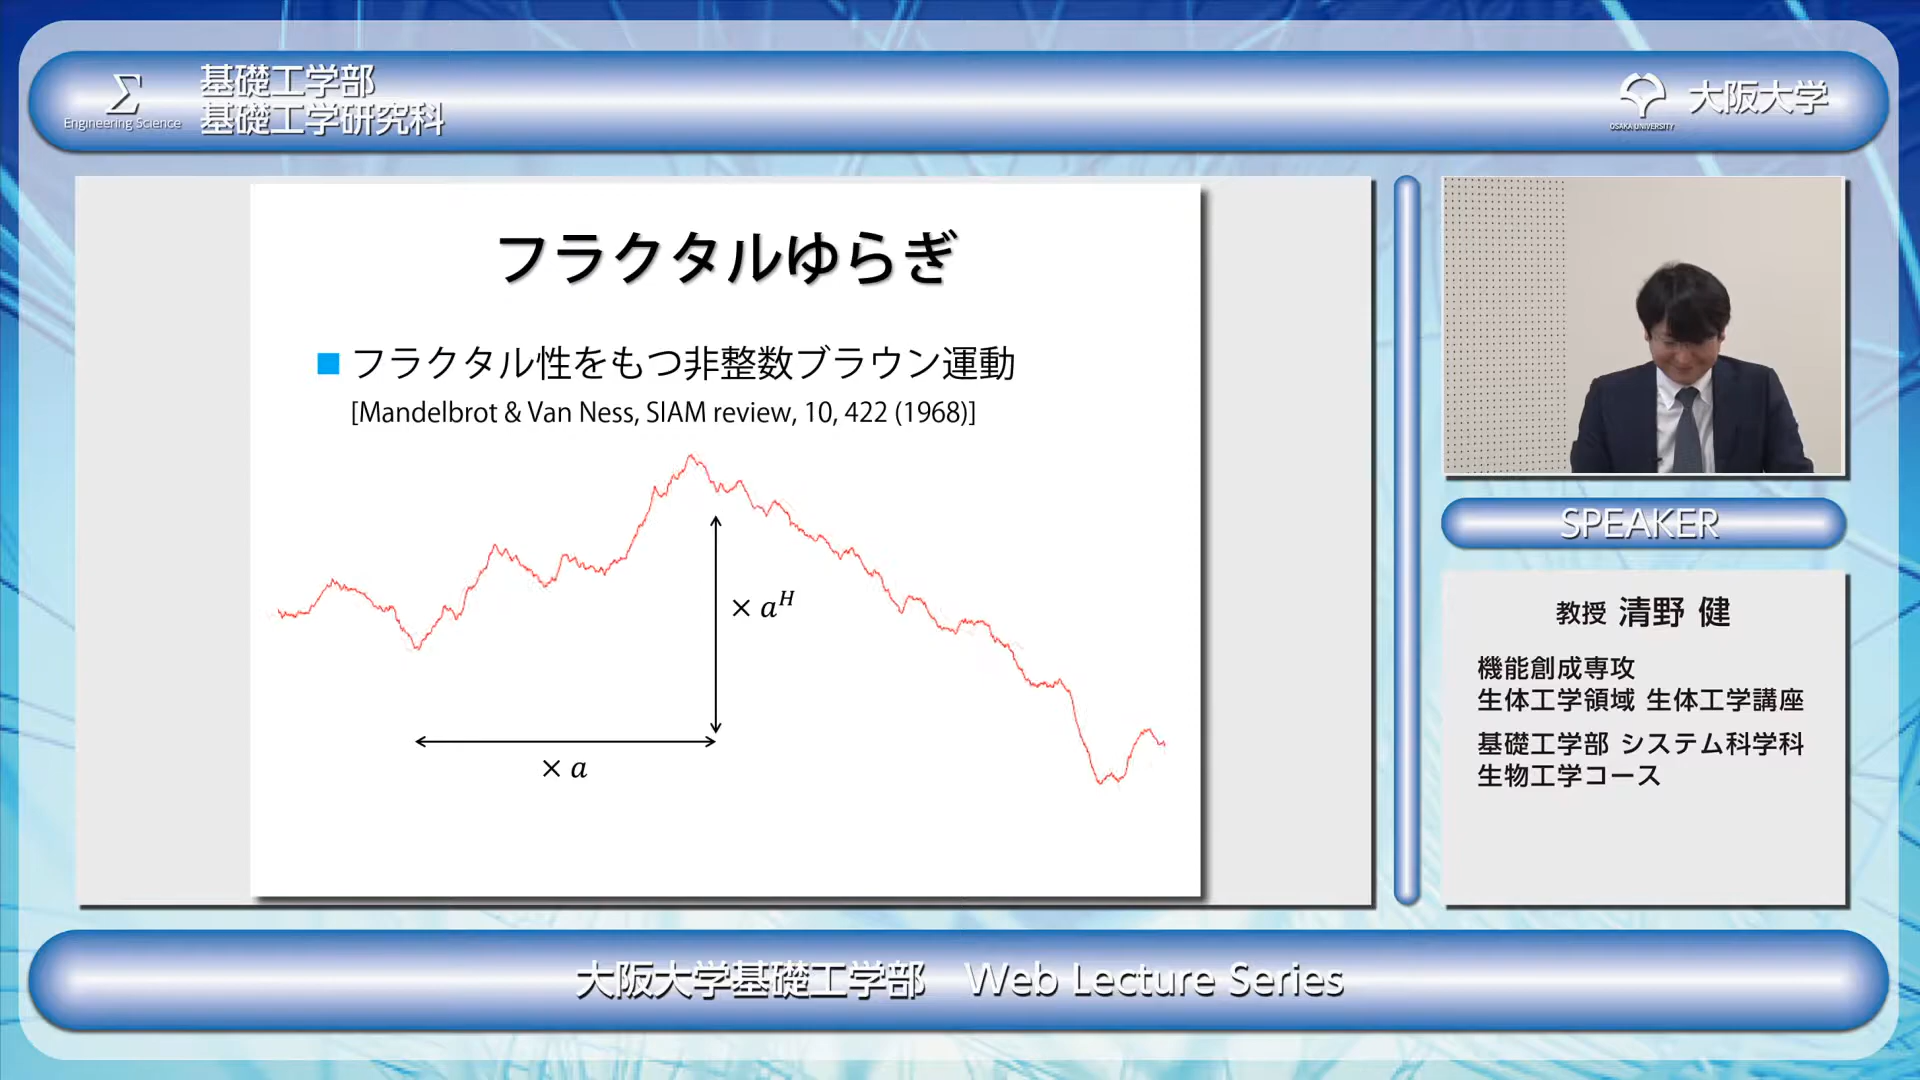 Σ
Engineering Science
基礎工学部
基礎工学研究科
OSAKA UNIVERSITY
大阪大学
フラクタルゆらぎ
■ フラクタル性をもつ非整数ブラウン運動
[Mandelbrot & Van Ness, SIAM review, 10, 422 (1968)]
× a^H
× a
SPEAKER
教授 清野 健
機能創成専攻
生体工学領域 生体工学講座
基礎工学部 システム科学科
生物工学コース
大阪大学基礎工学部 Web Lecture Series